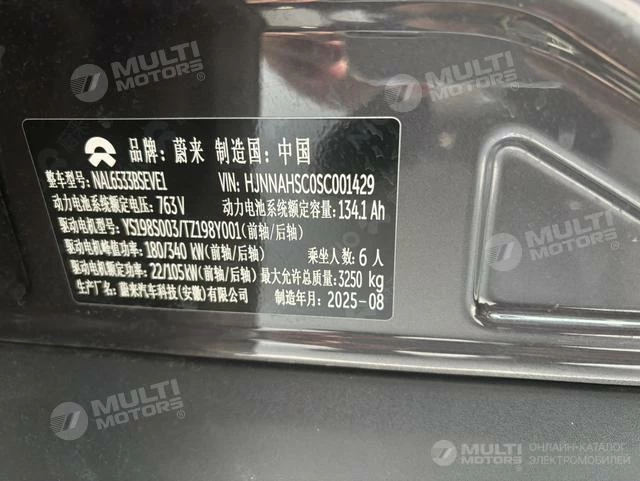 MULTI MOTORS®
MULTI MOTORS®
品牌: 蔚来 制造国: 中国
整车型号: NAL6533BSEVE1 VIN: HJNNAHSC0SC001429
动力电池系统额定电压: 763 V 动力电池系统额定容量: 134.1 Ah
驱动电机型号: YS198S003/TZ198Y001(前轴/后轴)
驱动电机峰值功率: 180/340 kW(前轴/后轴) 乘坐人数: 6 人
驱动电机额定功率: 22/105kW(前轴/后轴) 最大允许总质量: 3250 kg
生产厂名: 蔚来汽车科技(安徽)有限公司 制造年月: 2025-08
MULTI MOTORS®
MULTI MOTORS®
MULTI MOTORS®
MULTI MOTORS®
ОНЛАЙН-КАТАЛОГ
ЭЛЕКТРОМОБИЛЕЙ